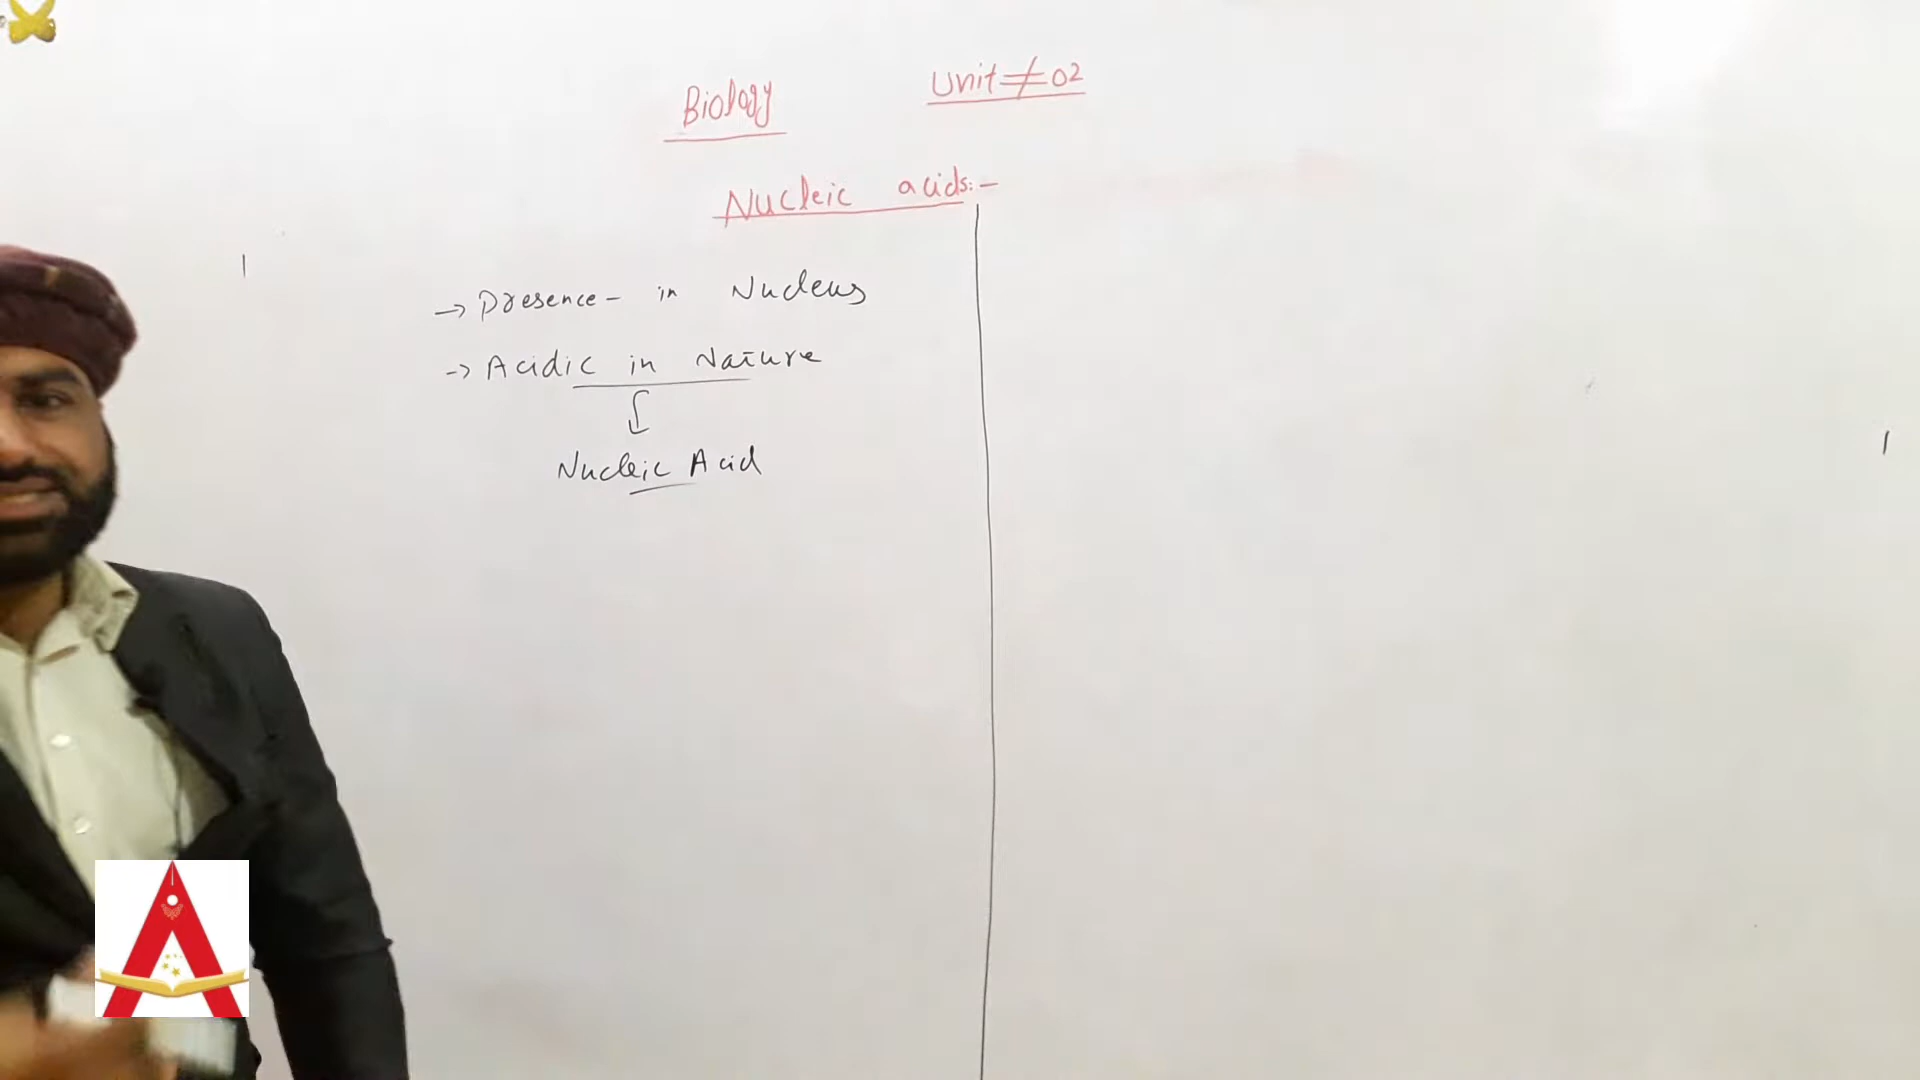 Biology Unit # 02
Nucleic acids:-
→ Presence - in Nucleus
→ Acidic in Nature
Nucleic Acid